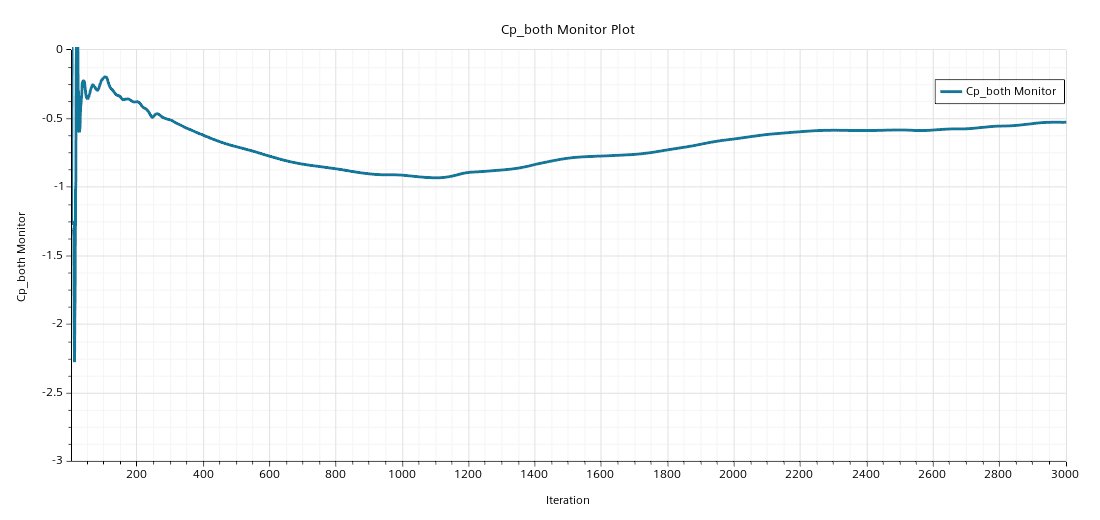 Cp_both Monitor Plot
Cp_both Monitor
0
-0.5
-1
-1.5
-2
-2.5
-3
Cp_both Monitor
200 400 600 800 1000 1200 1400 1600 1800 2000 2200 2400 2600 2800 3000
Iteration